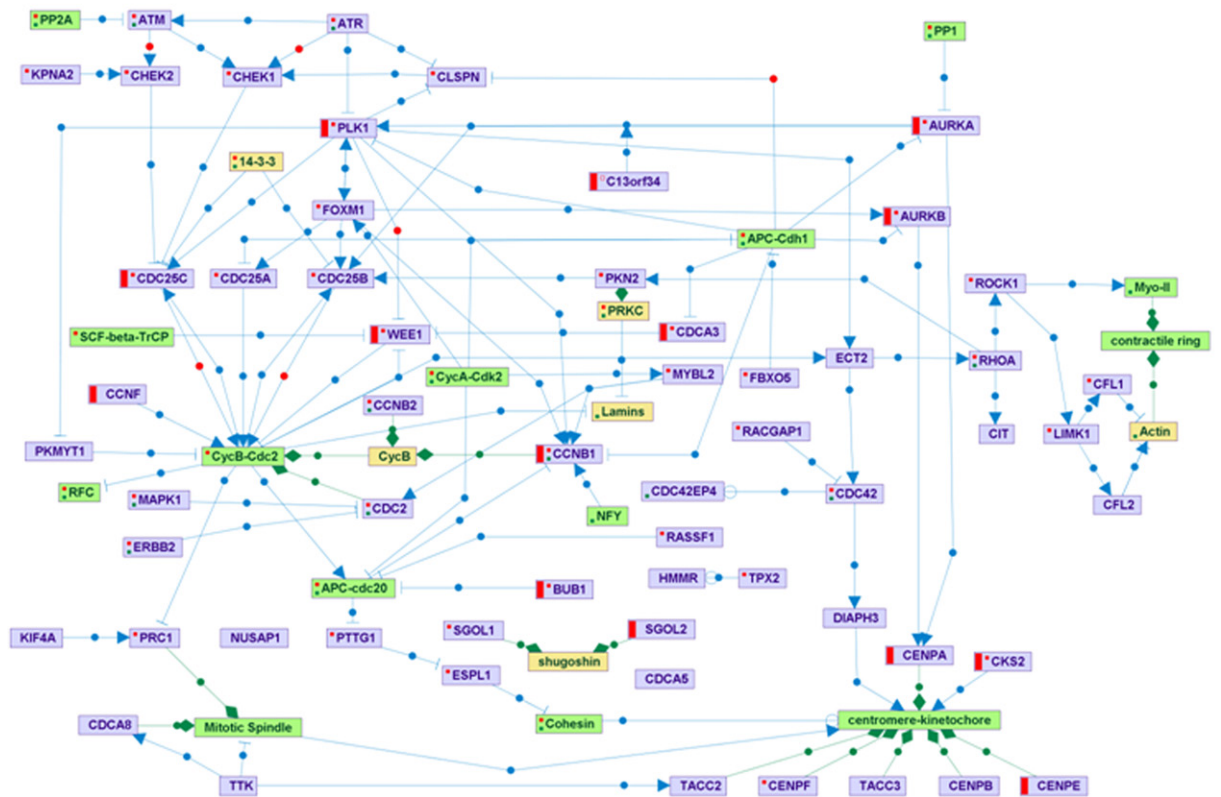 PP2A
ATM
ATR
PP1
KPNA2
CHEK2
CHEK1
CLSPN
PLK1
AURKA
14-3-3
C13orf34
FOXM1
AURKB
APC-Cdh1
CDC25C
CDC25A
CDC25B
PKN2
ROCK1
Myo-II
PRKC
SCF-beta-TrCP
WEE1
CDCA3
contractile ring
ECT2
RHOA
CycA-Cdk2
MYBL2
FBXO5
CFL1
CCNF
CCNB2
Lamins
RACGAP1
CIT
LIMK1
Actin
PKMYT1
CycB-Cdc2
CycB
CCNB1
RFC
MAPK1
CDC2
CDC42EP4
CDC42
CFL2
NFY
ERBB2
RASSF1
APC-cdc20
BUB1
HMMR
TPX2
DIAPH3
KIF4A
PRC1
NUSAP1
PTTG1
SGOL1
SGOL2
shugoshin
CENPA
CKS2
ESPL1
CDCA5
CDCA8
Mitotic Spindle
Cohesin
centromere-kinetochore
TTK
TACC2
CENPF
TACC3
CENPB
CENPE